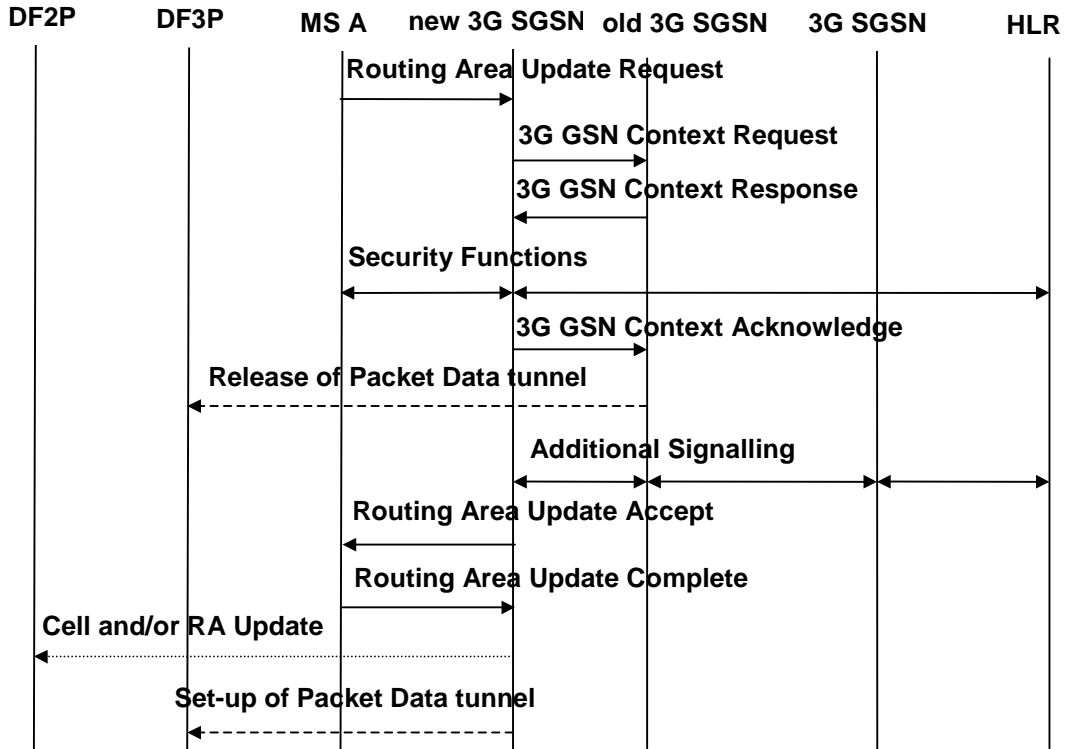 DF2P DF3P MS A new 3G SGSN old 3G SGSN 3G SGSN HLR
Routing Area Update Request
3G GSN Context Request
3G GSN Context Response
Security Functions
3G GSN Context Acknowledge
Release of Packet Data tunnel
Additional Signalling
Routing Area Update Accept
Routing Area Update Complete
Cell and/or RA Update
Set-up of Packet Data tunnel